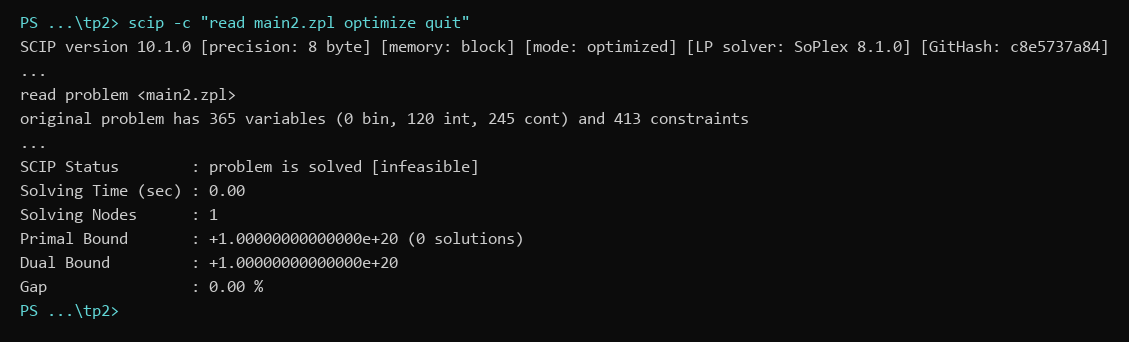 PS ...\tp2> scip -c "read main2.zpl optimize quit"
SCIP version 10.1.0 [precision: 8 byte] [memory: block] [mode: optimized] [LP solver: SoPlex 8.1.0] [GitHash: c8e5737a84]
...
read problem <main2.zpl>
original problem has 365 variables (0 bin, 120 int, 245 cont) and 413 constraints
...
SCIP Status        : problem is solved [infeasible]
Solving Time (sec) : 0.00
Solving Nodes      : 1
Primal Bound       : +1.00000000000000e+20 (0 solutions)
Dual Bound         : +1.00000000000000e+20
Gap                : 0.00 %
PS ...\tp2>